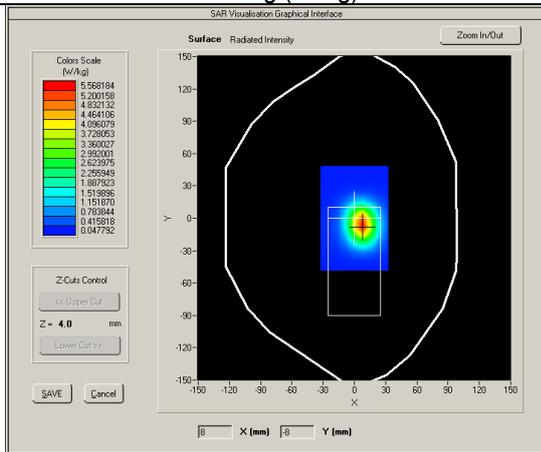 SAR Visualisation Graphical Interface
Surface Radiated Intensity
Zoom In/Out
Colors Scale
(W/kg)
5.568184
5.200158
4.832132
4.464106
4.096079
3.728053
3.360027
2.992001
2.623975
2.255949
1.887923
1.519896
1.151870
0.783844
0.415818
0.047792
Z-Cuts Control
<< Upper Cut
Z = 4.0 mm
Lower Cut >>
SAVE Cancel
150
120
90
60
30
0
-30
-60
-90
-120
-150
Y
-150 -120 -90 -60 -30 0 30 60 90 120 150
X
8 X (mm) -8 Y (mm)